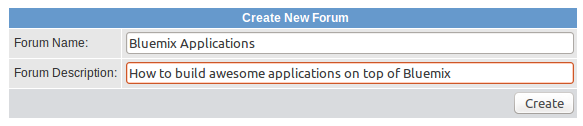 Create New Forum
Forum Name: Bluemix Applications
Forum Description: How to build awesome applications on top of Bluemix
Create